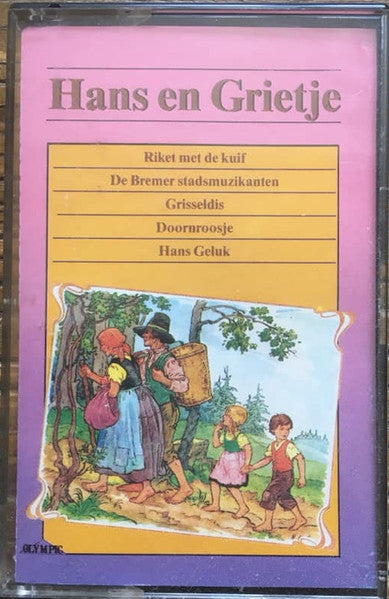 Hans en Grietje
Riket met de kuif
De Bremer stadsmuzikanten
Grisseldis
Doornroosje
Hans Geluk
OLYMPIC